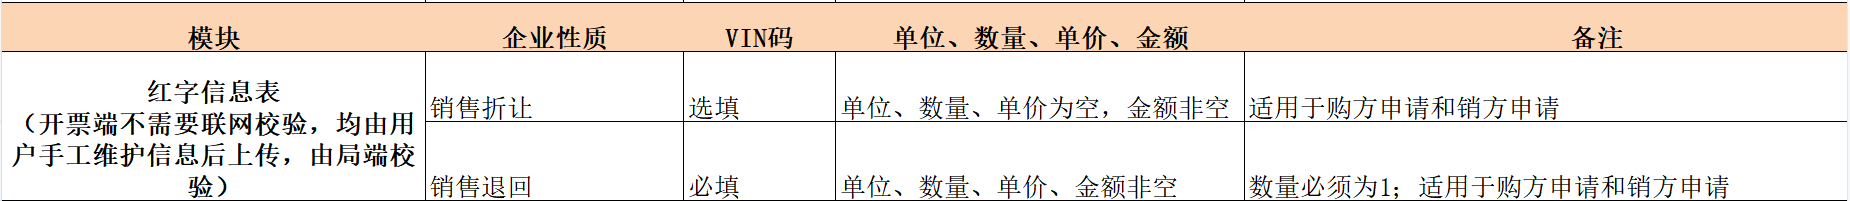 模块 企业性质 VIN码 单位、数量、单价、金额 备注
红字信息表
（开票端不需要联网校验，均由用
户手工维护信息后上传，由局端校
验）
销售折让 选填 单位、数量、单价为空，金额非空 适用于购方申请和销方申请
销售退回 必填 单位、数量、单价、金额非空 数量必须为1；适用于购方申请和销方申请